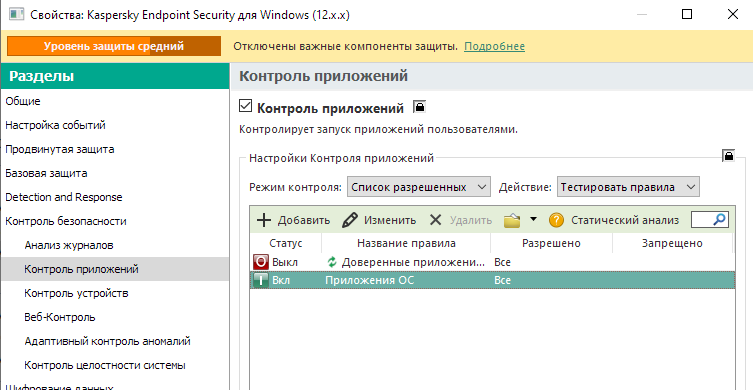 Свойства: Kaspersky Endpoint Security для Windows (12.x.x)
Уровень защиты средний Отключены важные компоненты защиты. Подробнее
Разделы
Общие
Настройка событий
Продвинутая защита
Базовая защита
Detection and Response
Контроль безопасности
Анализ журналов
Контроль приложений
Контроль устройств
Веб-Контроль
Адаптивный контроль аномалий
Контроль целостности системы
Шифрование данных
Контроль приложений
Контроль приложений
Контролирует запуск приложений пользователями.
Настройки Контроля приложений
Режим контроля: Список разрешенных Действие: Тестировать правила
Добавить Изменить Удалить Статический анализ
Статус Название правила Разрешено Запрещено
Выкл Доверенные приложени... Все
Вкл Приложения ОС Все